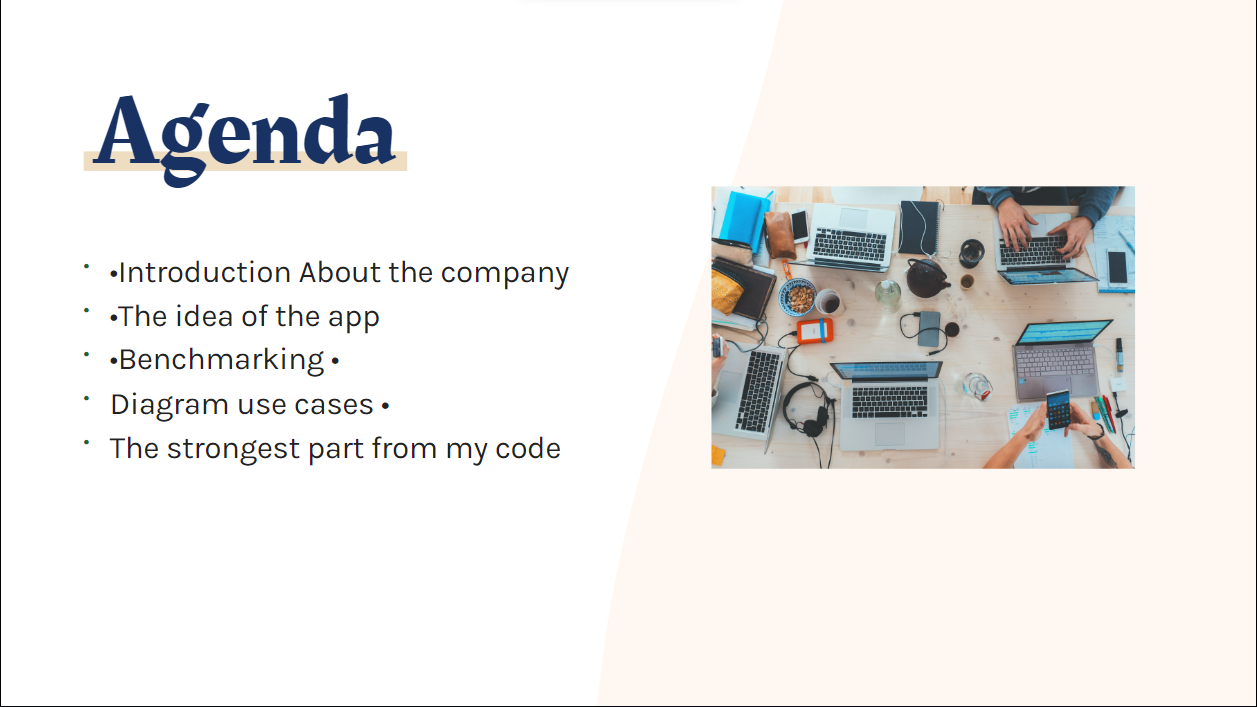 Agenda
• •Introduction About the company
• •The idea of the app
• •Benchmarking •
• Diagram use cases •
• The strongest part from my code